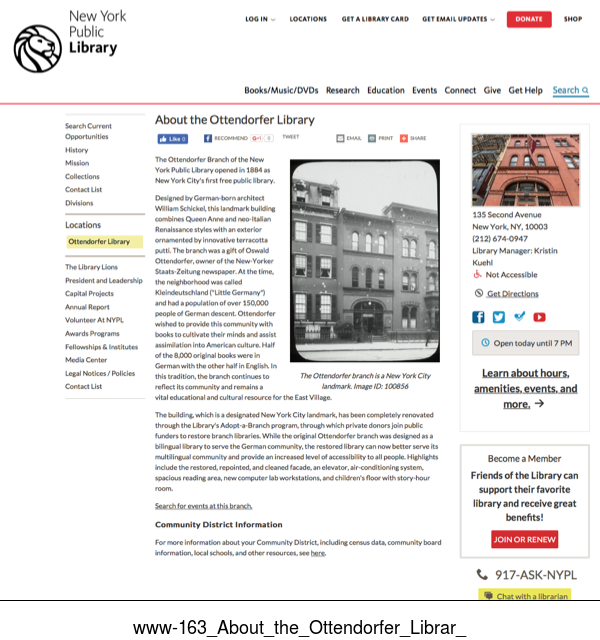 New York
Public
Library
LOG IN LOCATIONS GET A LIBRARY CARD GET EMAIL UPDATES DONATE SHOP
Books/Music/DVDs Research Education Events Connect Give Get Help Search
Search Current
Opportunities
History
Mission
Collections
Contact List
Divisions
Locations
Ottendorfer Library
The Library Lions
President and Leadership
Capital Projects
Annual Report
Volunteer At NYPL
Awards Programs
Fellowships & Institutes
Media Center
Legal Notices / Policies
Contact List
About the Ottendorfer Library
Like 0 RECOMMEND G+1 0 TWEET EMAIL PRINT SHARE
The Ottendorfer Branch of the New
York Public Library opened in 1884 as
New York City's first free public library.
Designed by German-born architect
William Schickel, this landmark building
combines Queen Anne and neo-Italian
Renaissance styles with an exterior
ornamented by innovative terracotta
putti. The branch was a gift of Oswald
Ottendorfer, owner of the New-Yorker
Staats-Zeitung newspaper. At the time,
the neighborhood was called
Kleindeutschland ("Little Germany")
and had a population of over 150,000
people of German descent. Ottendorfer
wished to provide this community with
books to cultivate their minds and assist
assimilation into American culture. Half
of the 8,000 original books were in
German with the other half in English. In
this tradition, the branch continues to
reflect its community and remains a
vital educational and cultural resource for the East Village.
The Ottendorfer branch is a New York City
landmark. Image ID: 100856
The building, which is a designated New York City landmark, has been completely renovated
through the Library's Adopt-a-Branch program, through which private donors join public
funders to restore branch libraries. While the original Ottendorfer branch was designed as a
bilingual library to serve the German community, the restored library can now better serve its
multilingual community and provide an increased level of accessibility to all people. Highlights
include the restored, repointed, and cleaned facade, an elevator, air-conditioning system,
spacious reading area, new computer lab workstations, and children's floor with story-hour
room.
Search for events at this branch.
Community District Information
For more information about your Community District, including census data, community board
information, local schools, and other resources, see here.
135 Second Avenue
New York, NY, 10003
(212) 674-0947
Library Manager: Kristin
Kuehl
Not Accessible
Get Directions
Open today until 7 PM
Learn about hours,
amenities, events, and
more. →
Become a Member
Friends of the Library can
support their favorite
library and receive great
benefits!
JOIN OR RENEW
917-ASK-NYPL
Chat with a librarian
www-163_About_the_Ottendorfer_Librar_